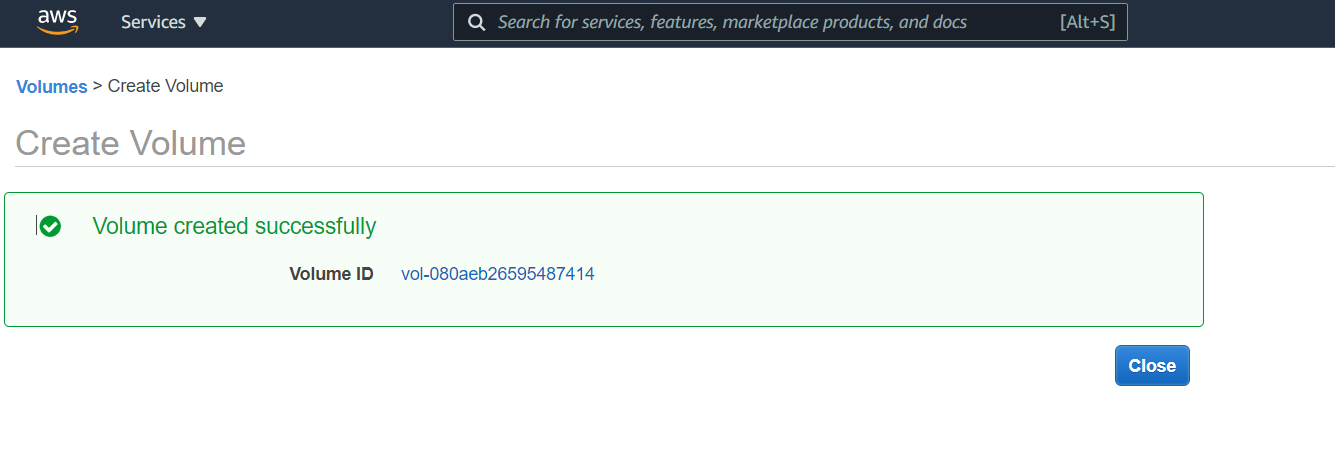 aws Services Search for services, features, marketplace products, and docs [Alt+S]
Volumes > Create Volume
Create Volume
Volume created successfully
Volume ID vol-080aeb26595487414
Close